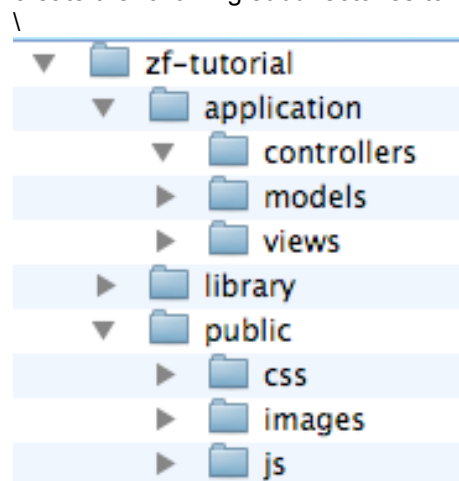 \
zf-tutorial
application
controllers
models
views
library
public
css
images
js